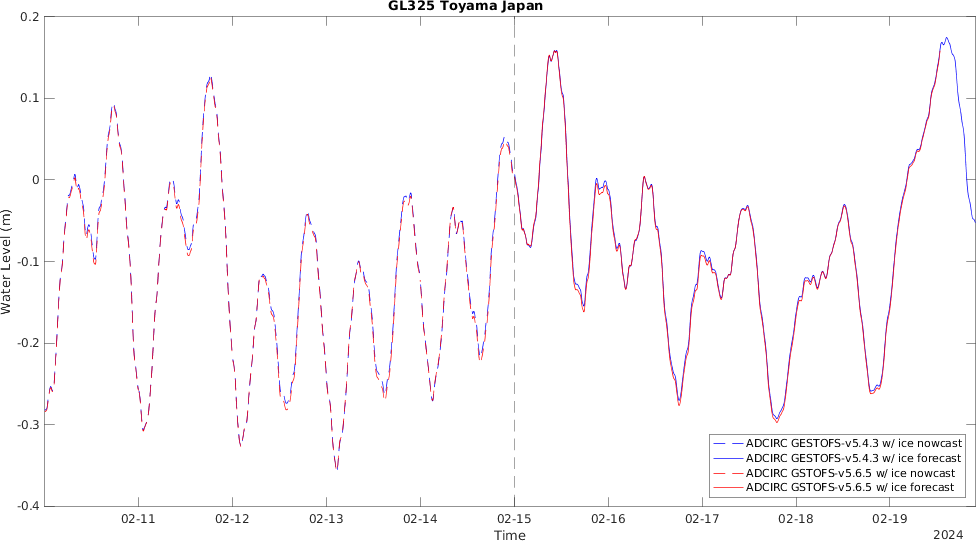 GL325 Toyama Japan
0.2
0.1
0
-0.1
-0.2
-0.3
-0.4
Water Level (m)
ADCIRC GESTOFS-v5.4.3 w/ ice nowcast
ADCIRC GESTOFS-v5.4.3 w/ ice forecast
ADCIRC GSTOFS-v5.6.5 w/ ice nowcast
ADCIRC GSTOFS-v5.6.5 w/ ice forecast
02-11 02-12 02-13 02-14 02-15 02-16 02-17 02-18 02-19
Time
2024